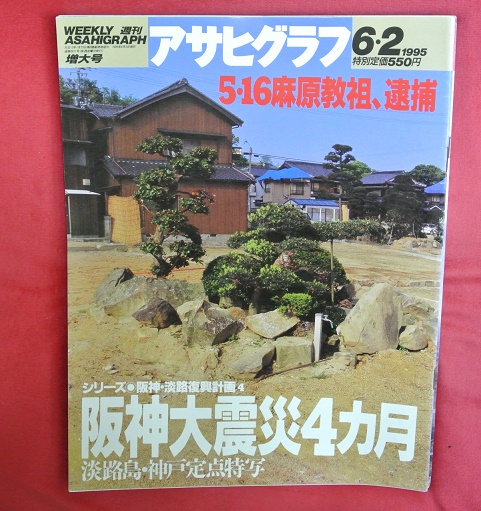 WEEKLY 週刊
ASAHIGRAPH
増大号
アサヒグラフ
6・2 1995
特別定価550円
5・16麻原教祖、逮捕
シリーズ●阪神・淡路復興計画4
阪神大震災4カ月
淡路島・神戸定点特写